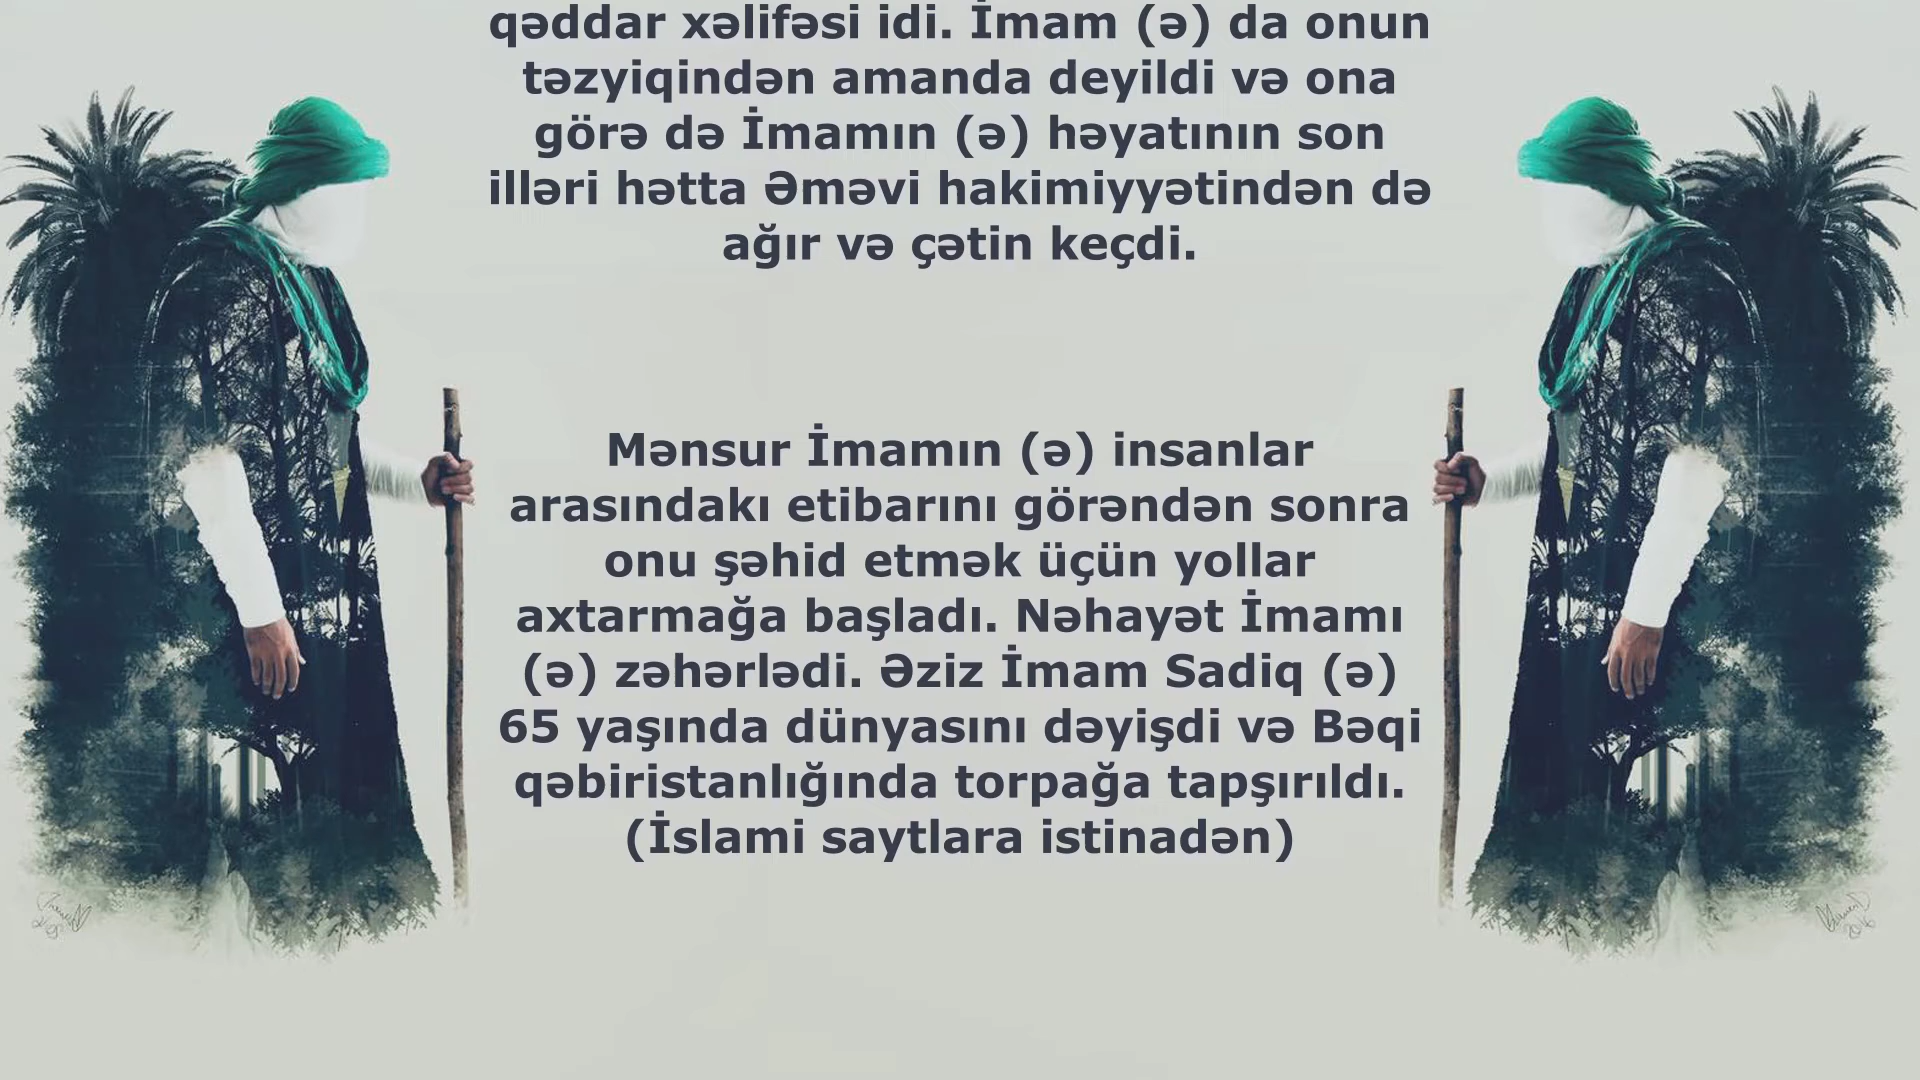 qəddar xəlifəsi idi. İmam (ə) da onun
təzyiqindən amanda deyildi və ona
görə də İmamın (ə) həyatının son
illəri hətta Əməvi hakimiyyətindən də
ağır və çətin keçdi.
Mənsur İmamın (ə) insanlar
arasındakı etibarını görəndən sonra
onu şəhid etmək üçün yollar
axtarmağa başladı. Nəhayət İmamı
(ə) zəhərlədi. Əziz İmam Sadiq (ə)
65 yaşında dünyasını dəyişdi və Bəqi
qəbiristanlığında torpağa tapşırıldı.
(İslami saytlara istinadən)